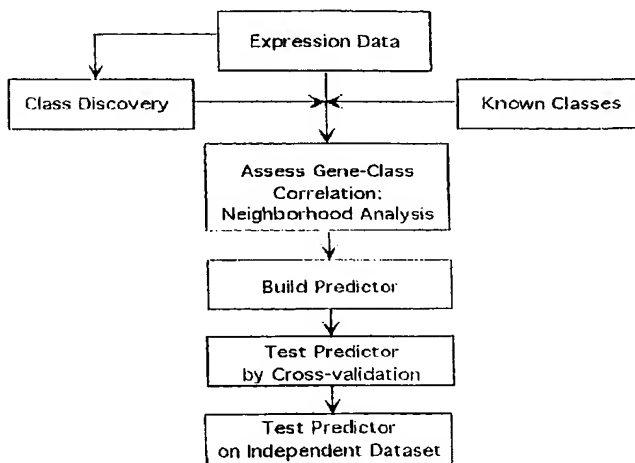 Expression Data
Class Discovery
Known Classes
Assess Gene-Class
Correlation:
Neighborhood Analysis
Build Predictor
Test Predictor
by Cross-validation
Test Predictor
on Independent Dataset